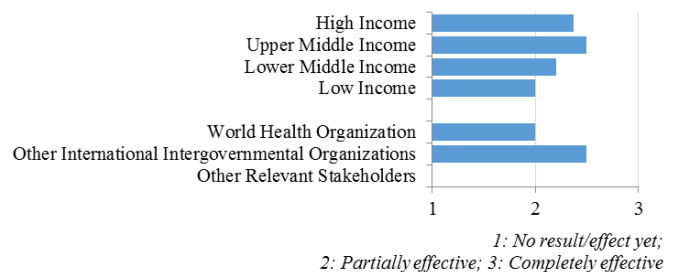 High Income
Upper Middle Income
Lower Middle Income
Low Income
World Health Organization
Other International Intergovernmental Organizations
Other Relevant Stakeholders
1 2 3
1: No result/effect yet;
2: Partially effective; 3: Completely effective